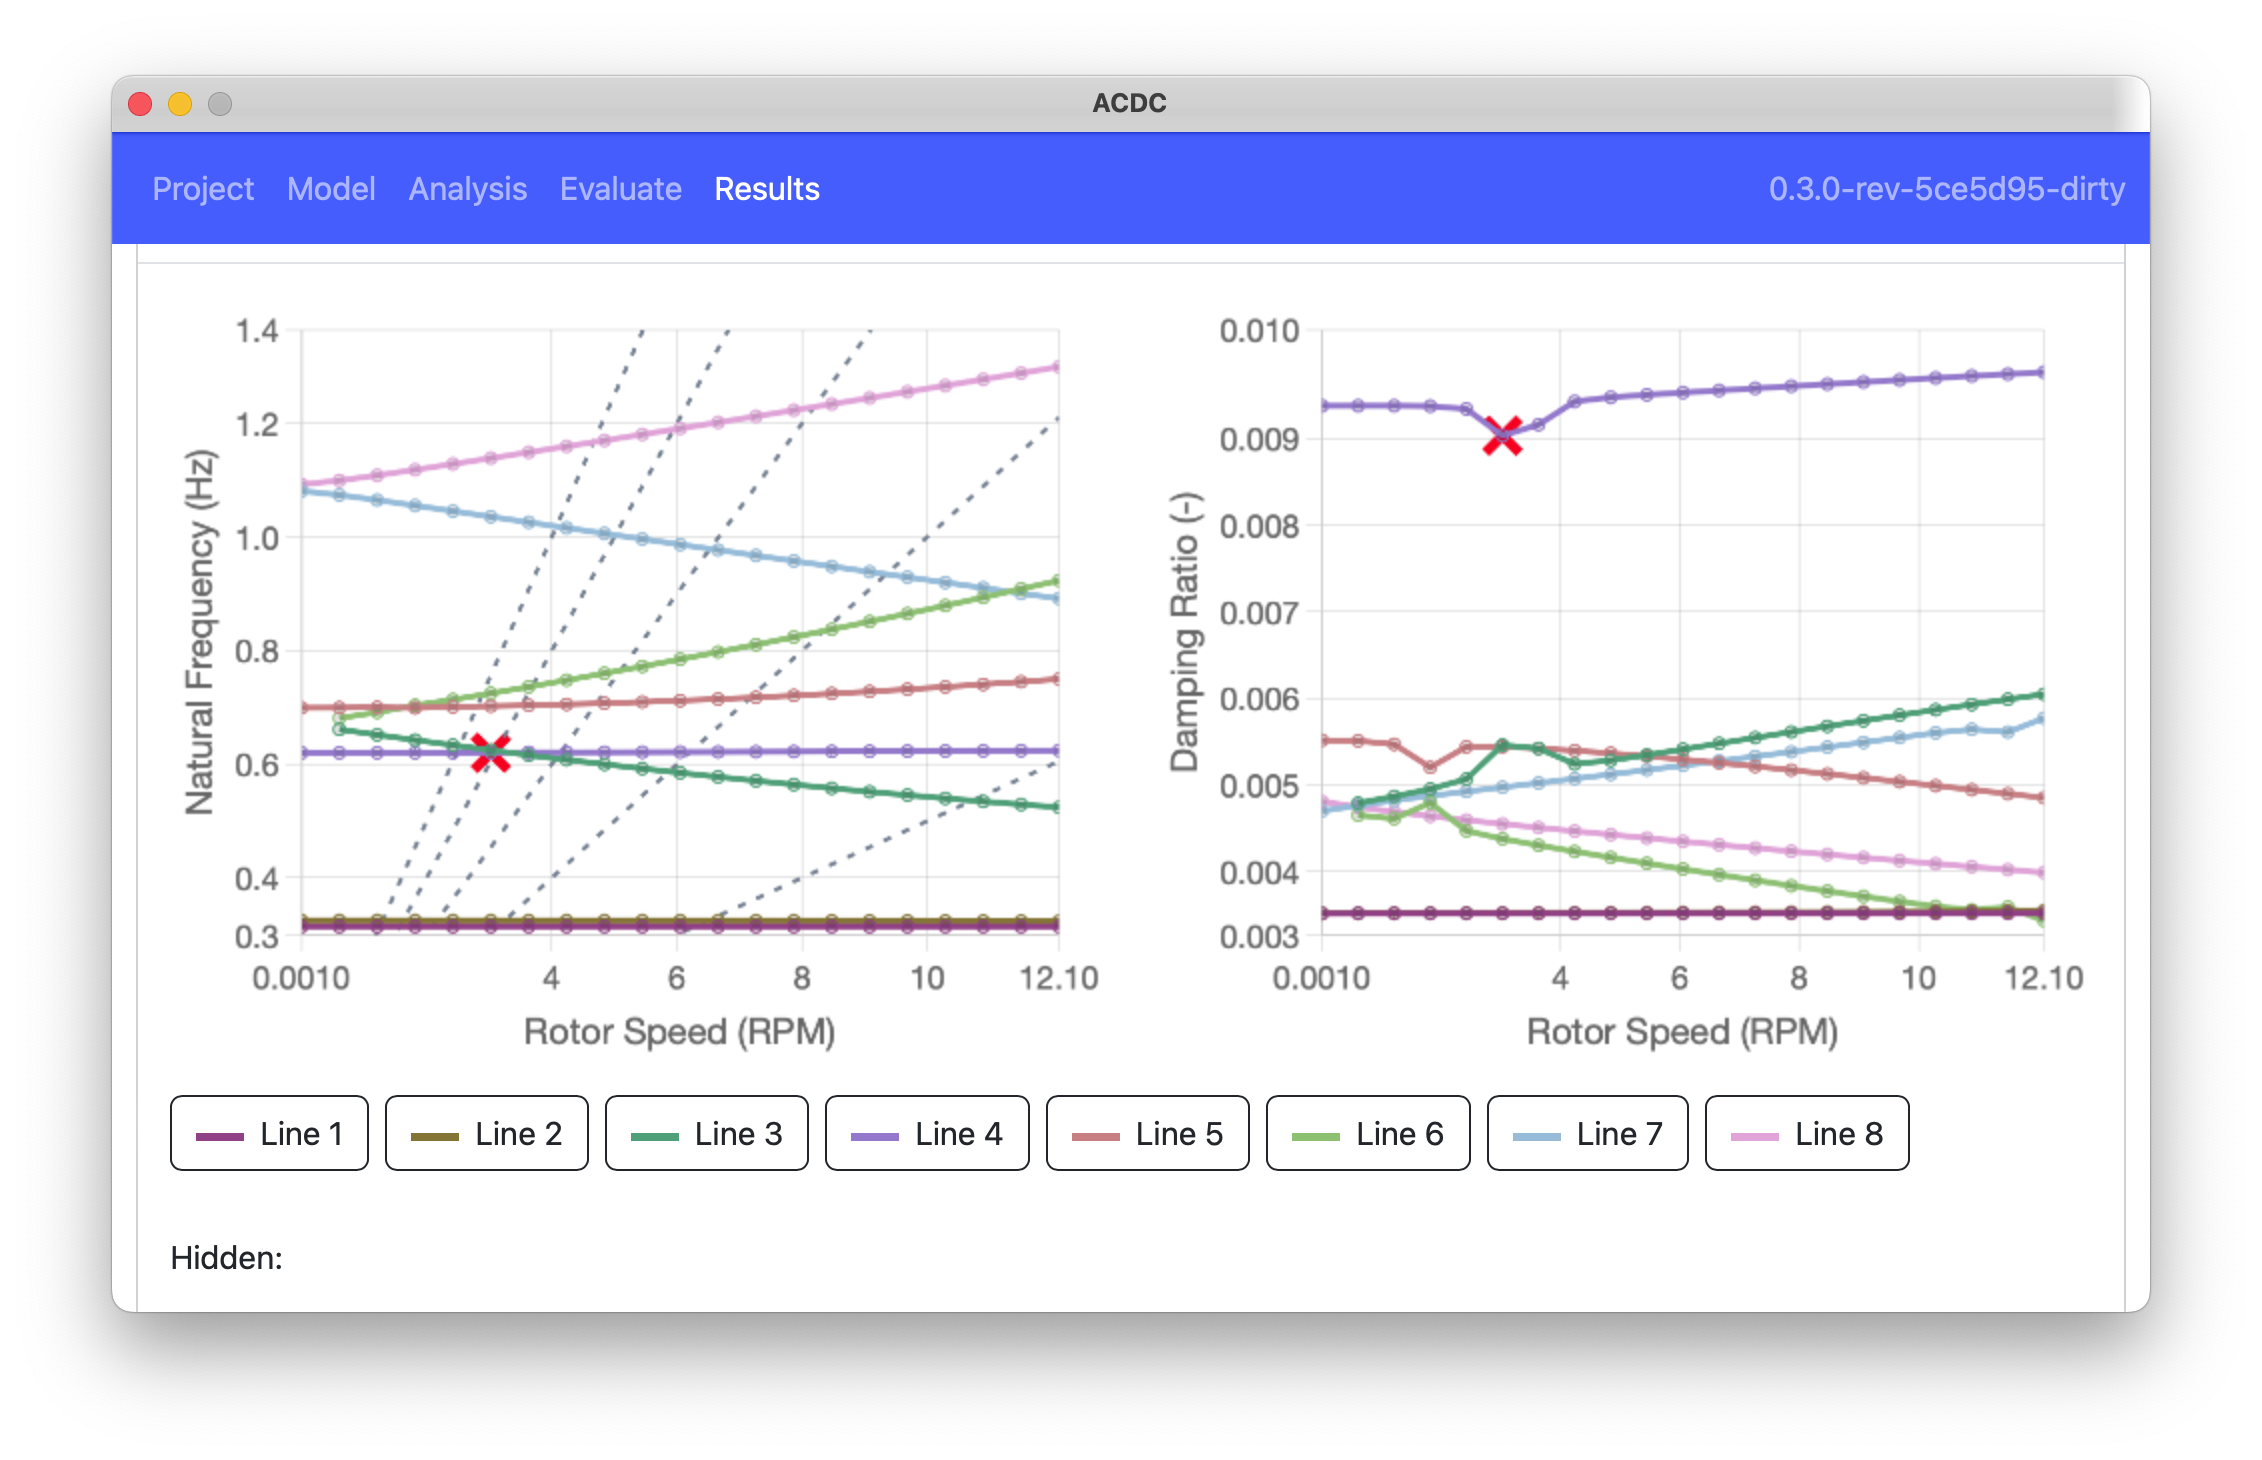 ACDC
Project Model Analysis Evaluate Results 0.3.0-rev-5ce5d95-dirty
Natural Frequency (Hz)
1.4
1.2
1.0
0.8
0.6
0.4
0.3
0.0010 4 6 8 10 12.10
Rotor Speed (RPM)
Damping Ratio (-)
0.010
0.009
0.008
0.007
0.006
0.005
0.004
0.003
0.0010 4 6 8 10 12.10
Rotor Speed (RPM)
Line 1 Line 2 Line 3 Line 4 Line 5 Line 6 Line 7 Line 8
Hidden: